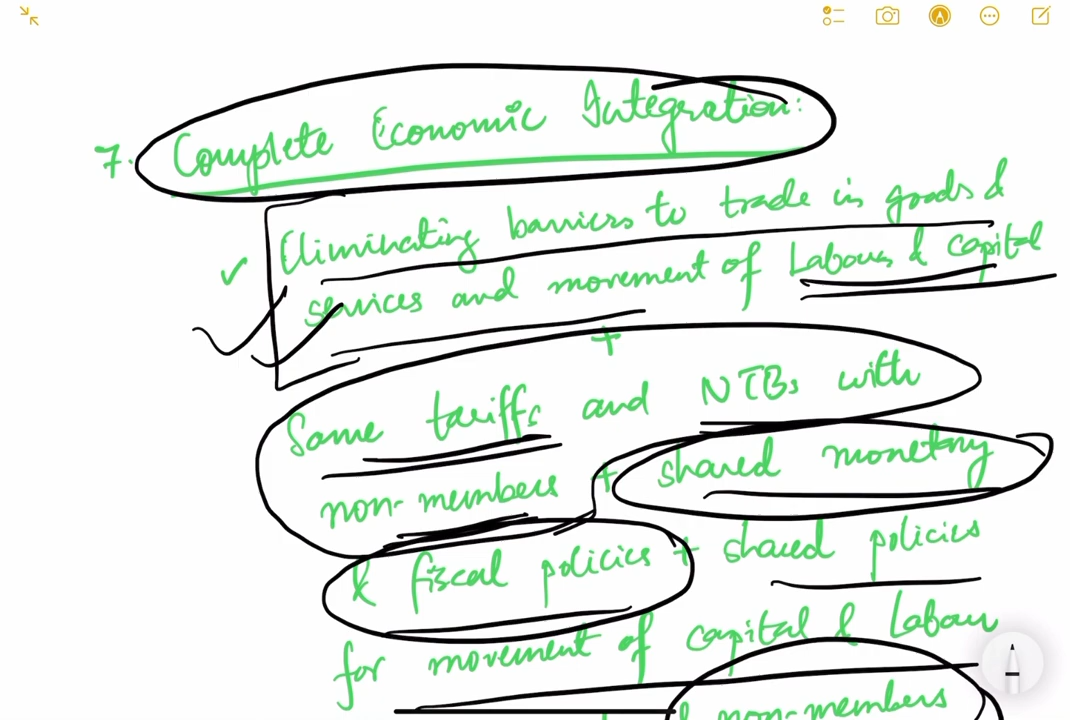 7. Complete Economic Integration:
Eliminating barriers to trade in goods &
services and movement of Labour & capital
+
Same tariffs and NTBs with
non-members + shared monetary
& fiscal policies + shared policies
for movement of capital & Labour
& non-members